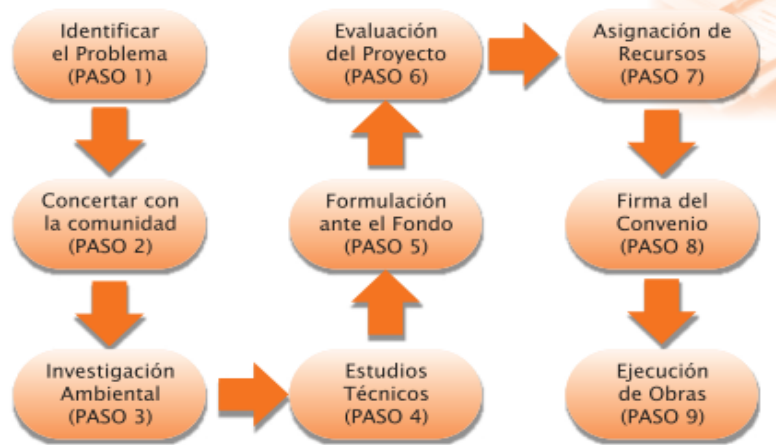 Identificar
el Problema
(PASO 1)
Concertar con
la comunidad
(PASO 2)
Investigación
Ambiental
(PASO 3)
Estudios
Técnicos
(PASO 4)
Formulación
ante el Fondo
(PASO 5)
Evaluación
del Proyecto
(PASO 6)
Asignación de
Recursos
(PASO 7)
Firma del
Convenio
(PASO 8)
Ejecución
de Obras
(PASO 9)